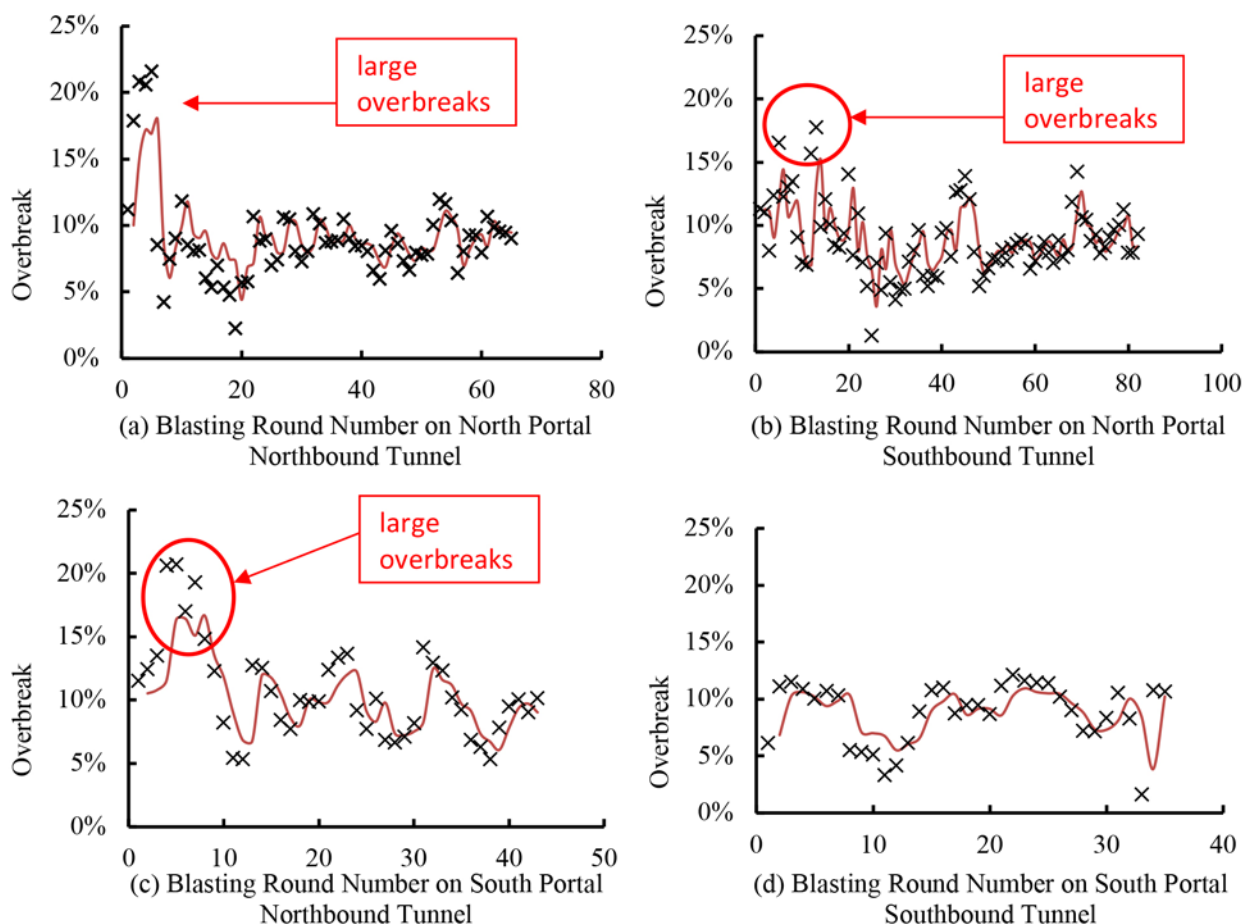 25%
20%
15%
10%
5%
0%
Overbreak
large
overbreaks
0 20 40 60 80
(a) Blasting Round Number on North Portal
Northbound Tunnel
25%
20%
15%
10%
5%
0%
Overbreak
large
overbreaks
0 20 40 60 80 100
(b) Blasting Round Number on North Portal
Southbound Tunnel
25%
20%
15%
10%
5%
0%
Overbreak
large
overbreaks
0 10 20 30 40 50
(c) Blasting Round Number on South Portal
Northbound Tunnel
25%
20%
15%
10%
5%
0%
Overbreak
0 10 20 30 40
(d) Blasting Round Number on South Portal
Southbound Tunnel